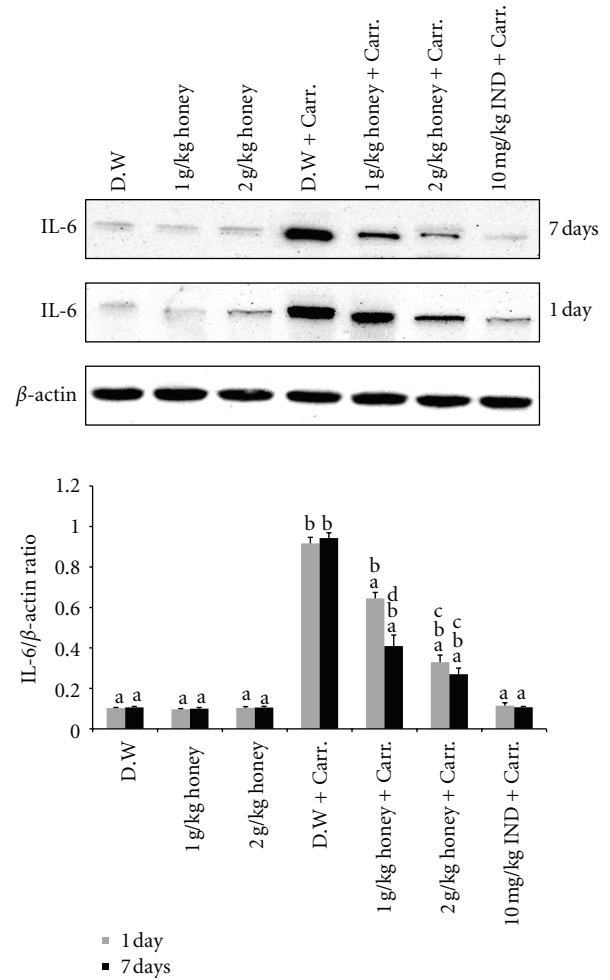 D.W
1 g/kg honey
2 g/kg honey
D.W + Carr.
1 g/kg honey + Carr.
2 g/kg honey + Carr.
10 mg/kg IND + Carr.
IL-6
7 days
IL-6
1 day
β-actin
IL-6/β-actin ratio
1.2
1
0.8
0.6
0.4
0.2
0
a a
a a
a a
b b
b
a
d
b
a
c
b
a
c
b
a
a a
D.W
1 g/kg honey
2 g/kg honey
D.W + Carr.
1 g/kg honey + Carr.
2 g/kg honey + Carr.
10 mg/kg IND + Carr.
1 day
7 days